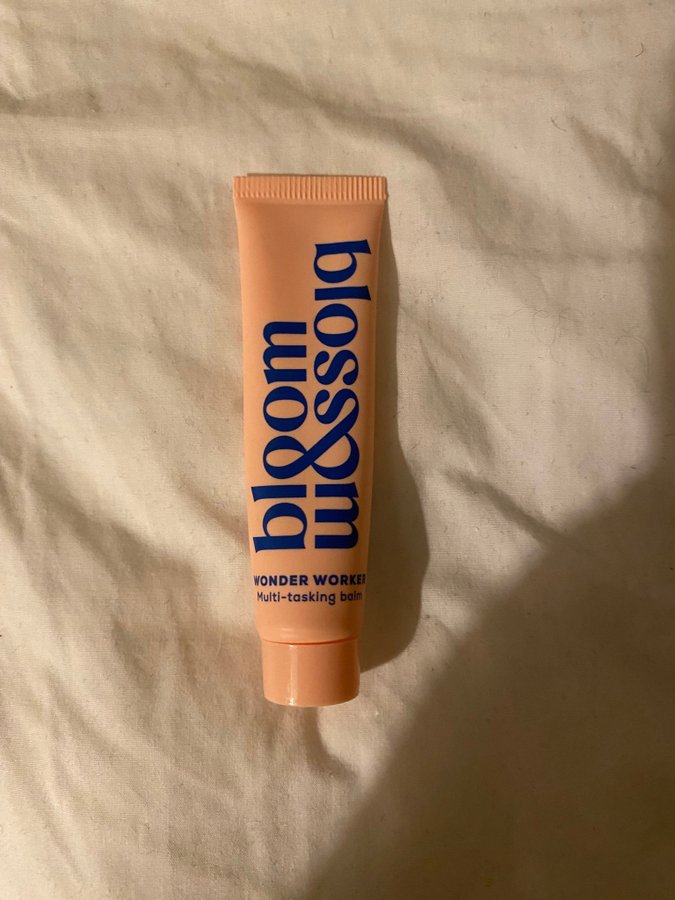 bloom
&
blossom
WONDER WORKER
Multi-tasking balm